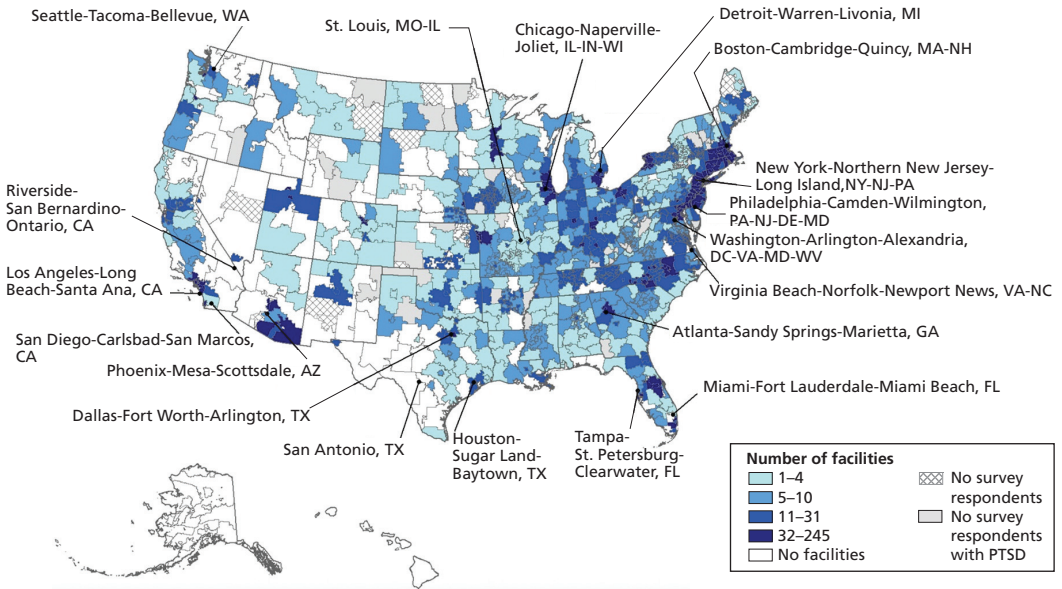 Seattle-Tacoma-Bellevue, WA
St. Louis, MO-IL
Chicago-Naperville-
Joliet, IL-IN-WI
Detroit-Warren-Livonia, MI
Boston-Cambridge-Quincy, MA-NH
New York-Northern New Jersey-
Long Island,NY-NJ-PA
Philadelphia-Camden-Wilmington,
PA-NJ-DE-MD
Washington-Arlington-Alexandria,
DC-VA-MD-WV
Virginia Beach-Norfolk-Newport News, VA-NC
Atlanta-Sandy Springs-Marietta, GA
Miami-Fort Lauderdale-Miami Beach, FL
Riverside-
San Bernardino-
Ontario, CA
Los Angeles-Long
Beach-Santa Ana, CA
San Diego-Carlsbad-San Marcos,
CA
Phoenix-Mesa-Scottsdale, AZ
Dallas-Fort Worth-Arlington, TX
San Antonio, TX
Houston-
Sugar Land-
Baytown, TX
Tampa-
St. Petersburg-
Clearwater, FL
Number of facilities
1–4
5–10
11–31
32–245
No facilities
No survey
respondents
No survey
respondents
with PTSD